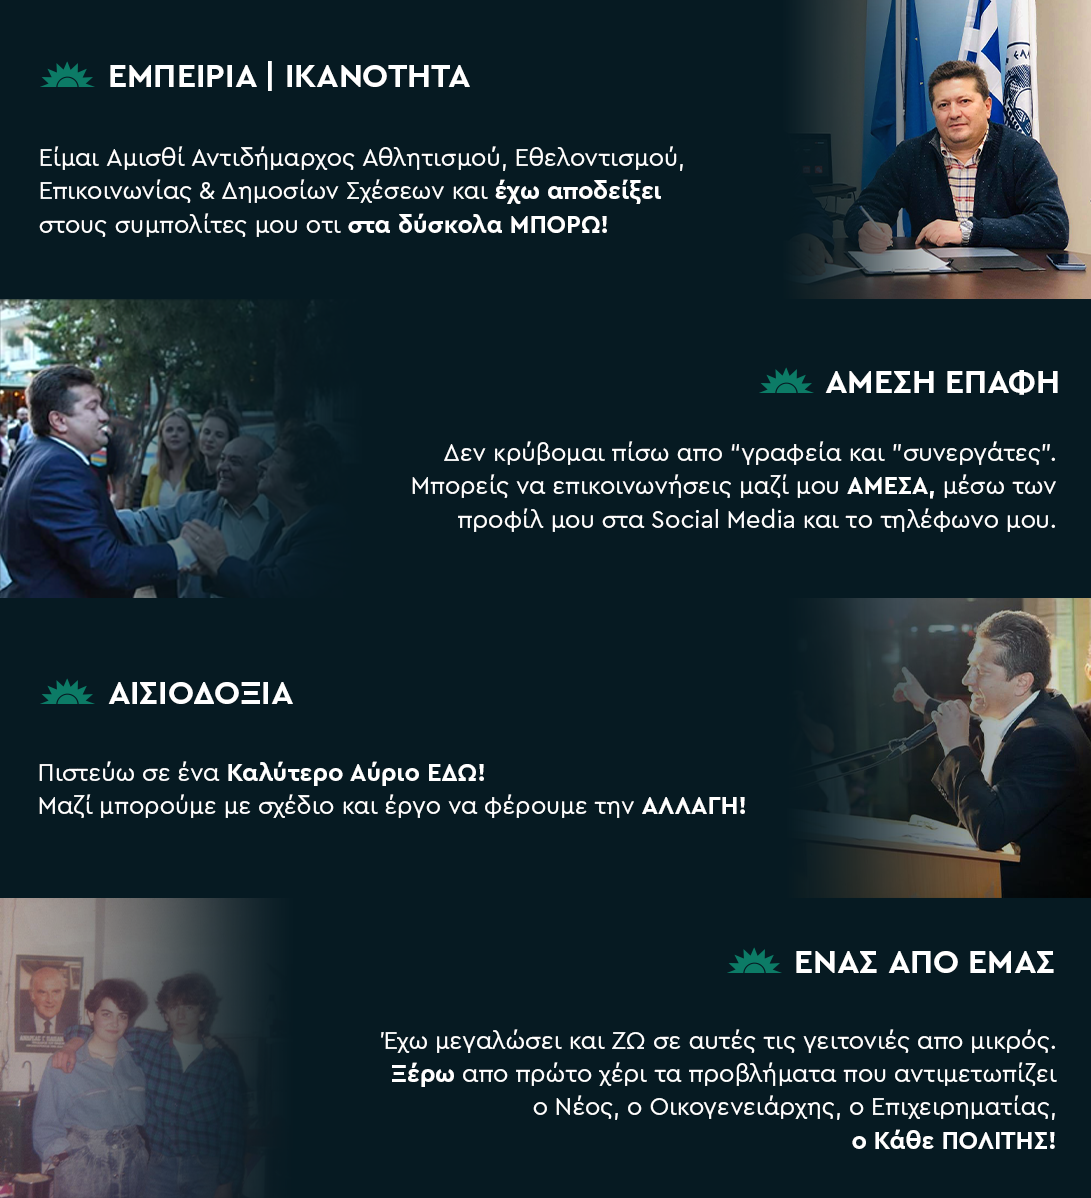 ΕΜΠΕΙΡΙΑ | ΙΚΑΝΟΤΗΤΑ
Είμαι Αμισθί Αντιδήμαρχος Αθλητισμού, Εθελοντισμού,
Επικοινωνίας & Δημοσίων Σχέσεων και έχω αποδείξει
στους συμπολίτες μου οτι στα δύσκολα ΜΠΟΡΩ!
ΑΜΕΣΗ ΕΠΑΦΗ
Δεν κρύβομαι πίσω απο “γραφεία και ”συνεργάτες”.
Μπορείς να επικοινωνήσεις μαζί μου ΑΜΕΣΑ, μέσω των
προφίλ μου στα Social Media και το τηλέφωνο μου.
ΑΙΣΙΟΔΟΞΙΑ
Πιστεύω σε ένα Καλύτερο Αύριο ΕΔΩ!
Μαζί μπορούμε με σχέδιο και έργο να φέρουμε την ΑΛΛΑΓΗ!
ΕΝΑΣ ΑΠΟ ΕΜΑΣ
Έχω μεγαλώσει και ΖΩ σε αυτές τις γειτονιές απο μικρός.
Ξέρω απο πρώτο χέρι τα προβλήματα που αντιμετωπίζει
ο Νέος, ο Οικογενειάρχης, ο Επιχειρηματίας,
ο Κάθε ΠΟΛΙΤΗΣ!